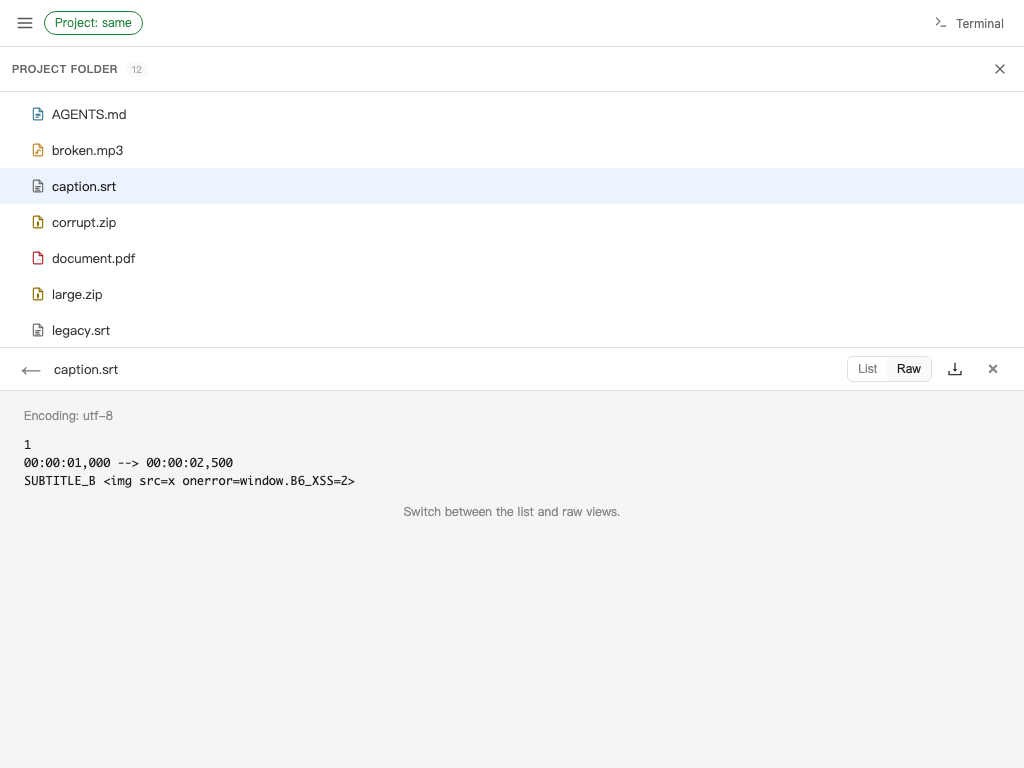 Project: same
Terminal
PROJECT FOLDER 12
AGENTS.md
broken.mp3
caption.srt
corrupt.zip
document.pdf
large.zip
legacy.srt
caption.srt
List Raw
Encoding: utf-8
1
00:00:01,000 --> 00:00:02,500
SUBTITLE_B <img src=x onerror=window.B6_XSS=2>
Switch between the list and raw views.